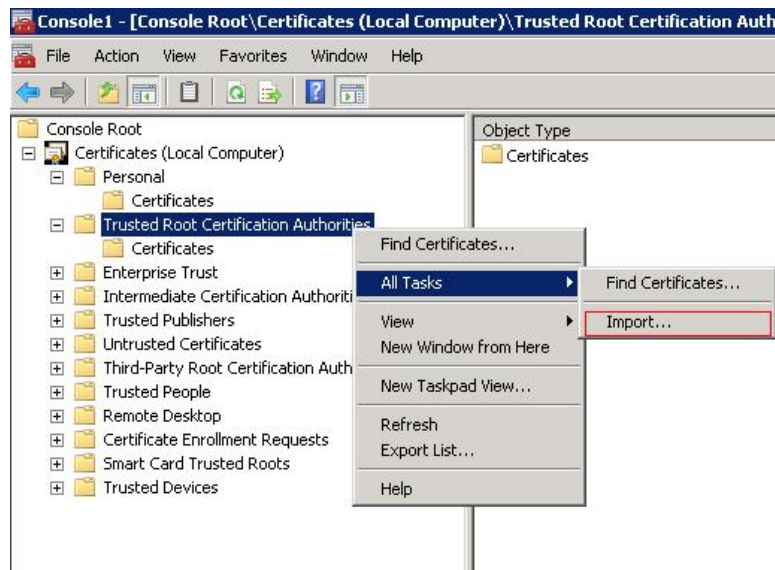 Console1 - [Console Root\Certificates (Local Computer)\Trusted Root Certification Auth
File Action View Favorites Window Help
Console Root
Certificates (Local Computer)
Personal
Certificates
Trusted Root Certification Authorities
Certificates
Enterprise Trust
Intermediate Certification Authoriti
Trusted Publishers
Untrusted Certificates
Third-Party Root Certification Auth
Trusted People
Remote Desktop
Certificate Enrollment Requests
Smart Card Trusted Roots
Trusted Devices
Object Type
Certificates
Find Certificates...
All Tasks
View
New Window from Here
New Taskpad View...
Refresh
Export List...
Help
Find Certificates...
Import...